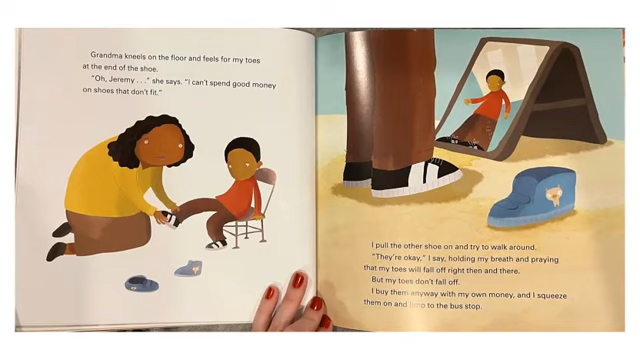 Grandma kneels on the floor and feels for my toes
at the end of the shoe.
"Oh, Jeremy . . ." she says. "I can't spend good money
on shoes that don't fit."
I pull the other shoe on and try to walk around.
"They're okay," I say, holding my breath and praying
that my toes will fall off right then and there.
But my toes don't fall off.
I buy them anyway with my own money, and I squeeze
them on and limp to the bus stop.